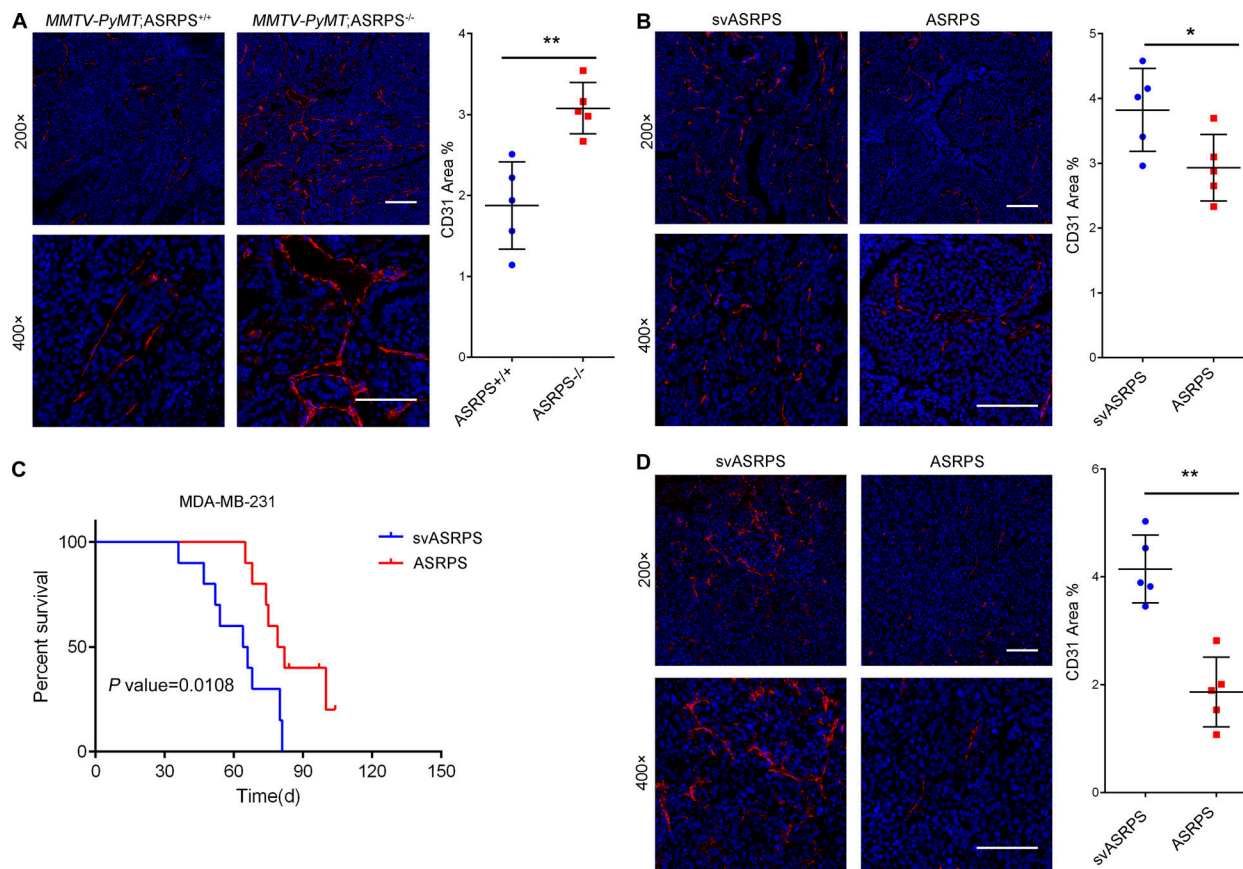 A
MMTV-PyMT;ASRPS+/+
MMTV-PyMT;ASRPS-/-
200×
400×
CD31 Area %
4
3
2
1
0
**
ASRPS+/+
ASRPS-/-
B
svASRPS
ASRPS
200×
400×
CD31 Area %
5
4
3
2
1
0
*
svASRPS
ASRPS
C
MDA-MB-231
svASRPS
ASRPS
Percent survival
100
50
0
P value=0.0108
0
30
60
90
120
150
Time(d)
D
svASRPS
ASRPS
200×
400×
CD31 Area %
6
4
2
0
**
svASRPS
ASRPS